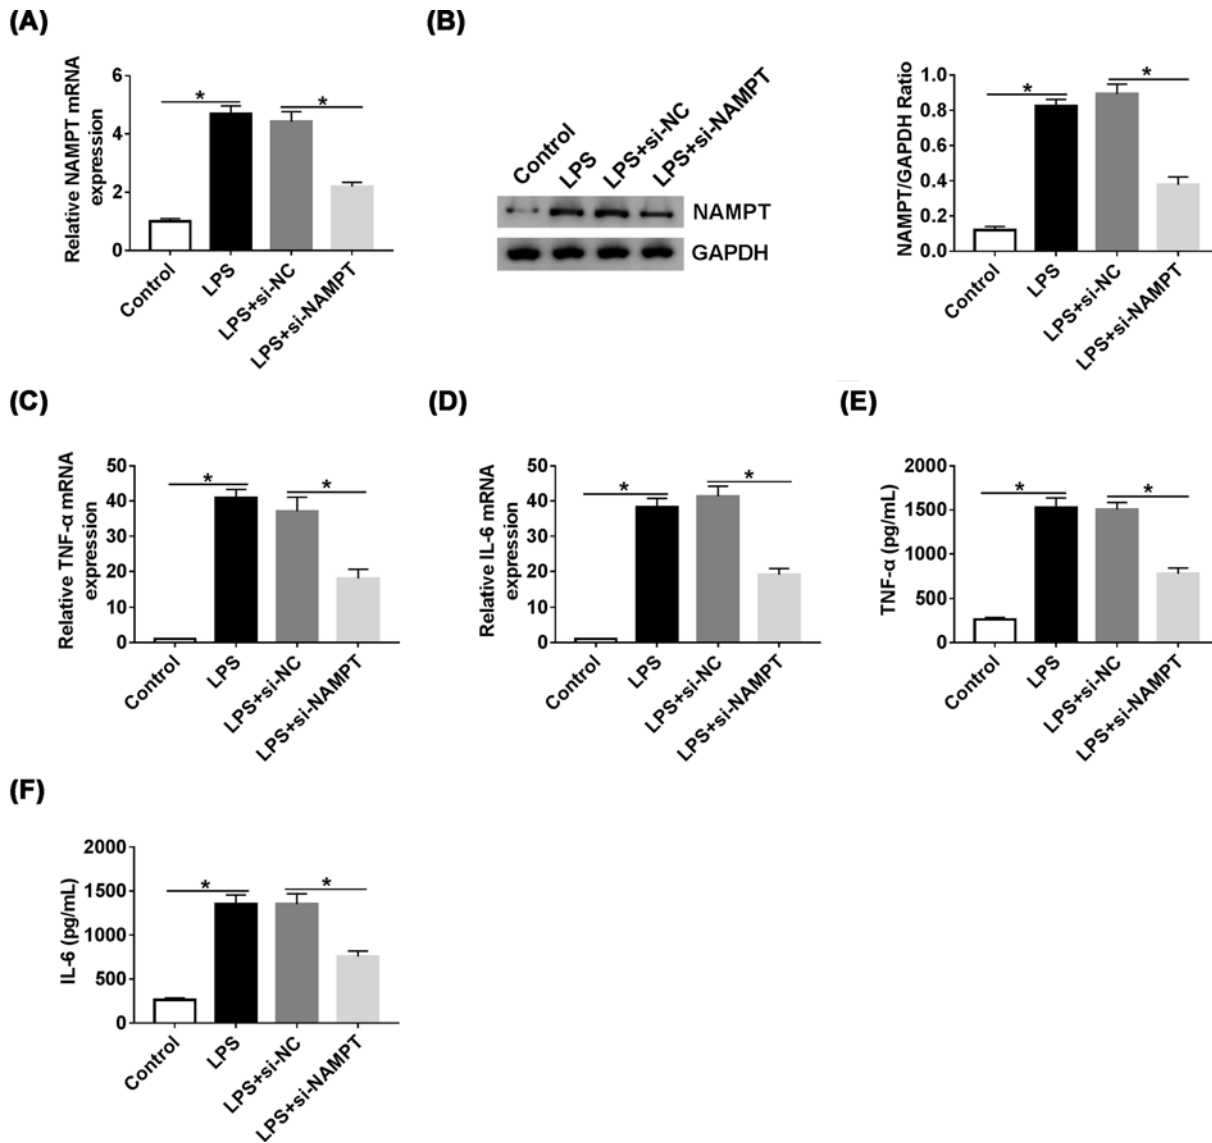 (A)
Relative NAMPT mRNA
expression
6
4
2
0
*
*
Control
LPS
LPS+si-NC
LPS+si-NAMPT
(B)
Control
LPS
LPS+si-NC
LPS+si-NAMPT
NAMPT
GAPDH
NAMPT/GAPDH Ratio
1.0
0.8
0.6
0.4
0.2
0.0
*
*
Control
LPS
LPS+si-NC
LPS+si-NAMPT
(C)
Relative TNF-α mRNA
expression
50
40
30
20
10
0
*
*
Control
LPS
LPS+si-NC
LPS+si-NAMPT
(D)
Relative IL-6 mRNA
expression
50
40
30
20
10
0
*
*
Control
LPS
LPS+si-NC
LPS+si-NAMPT
(E)
TNF-α (pg/mL)
2000
1500
1000
500
0
*
*
Control
LPS
LPS+si-NC
LPS+si-NAMPT
(F)
IL-6 (pg/mL)
2000
1500
1000
500
0
*
*
Control
LPS
LPS+si-NC
LPS+si-NAMPT